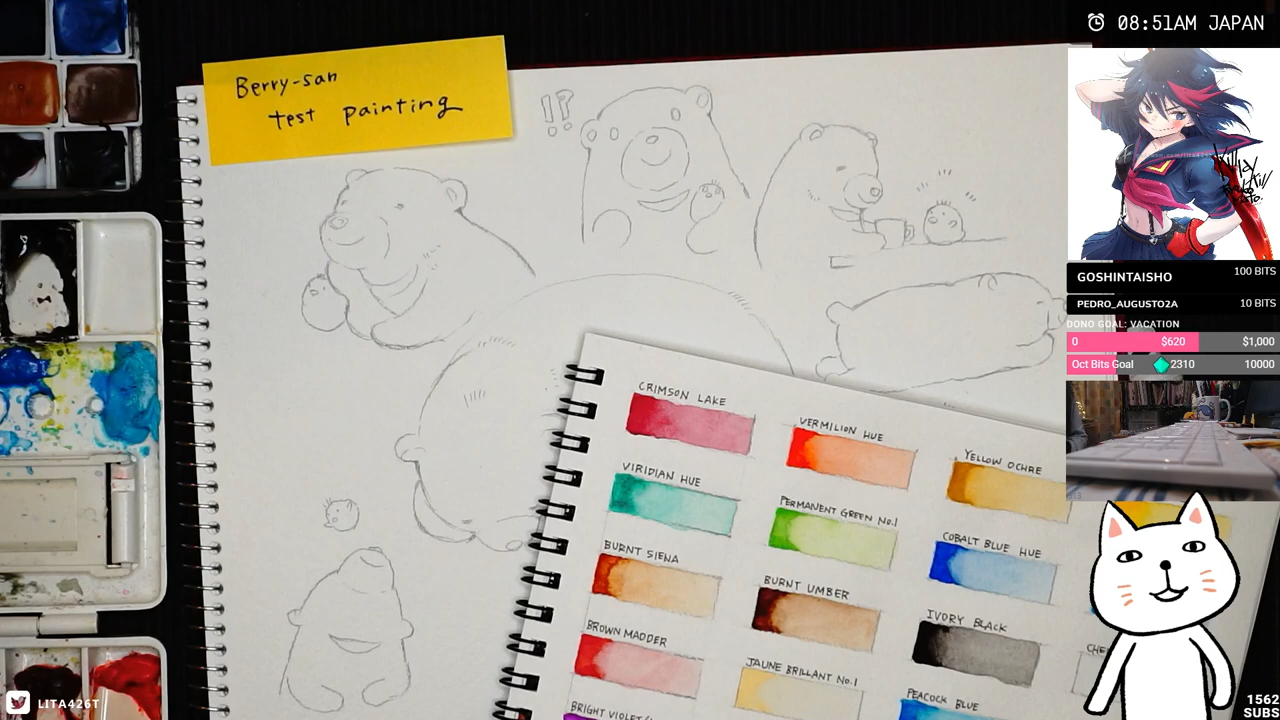 Berry-san
test painting
!?
CRIMSON LAKE
VERMILION HUE
YELLOW OCHRE
VIRIDIAN HUE
PERMANENT GREEN No.1
COBALT BLUE HUE
BURNT SIENA
BURNT UMBER
IVORY BLACK
BROWN MADDER
JAUNE BRILLANT No.1
PEACOCK BLUE
08:51AM JAPAN
GOSHINTAISHO
100 BITS
PEDRO_AUGUSTO2A
10 BITS
DONO GOAL: VACATION
0 $620 $1,000
Oct Bits Goal 2310 10000
LITA426T
1562
SUBS